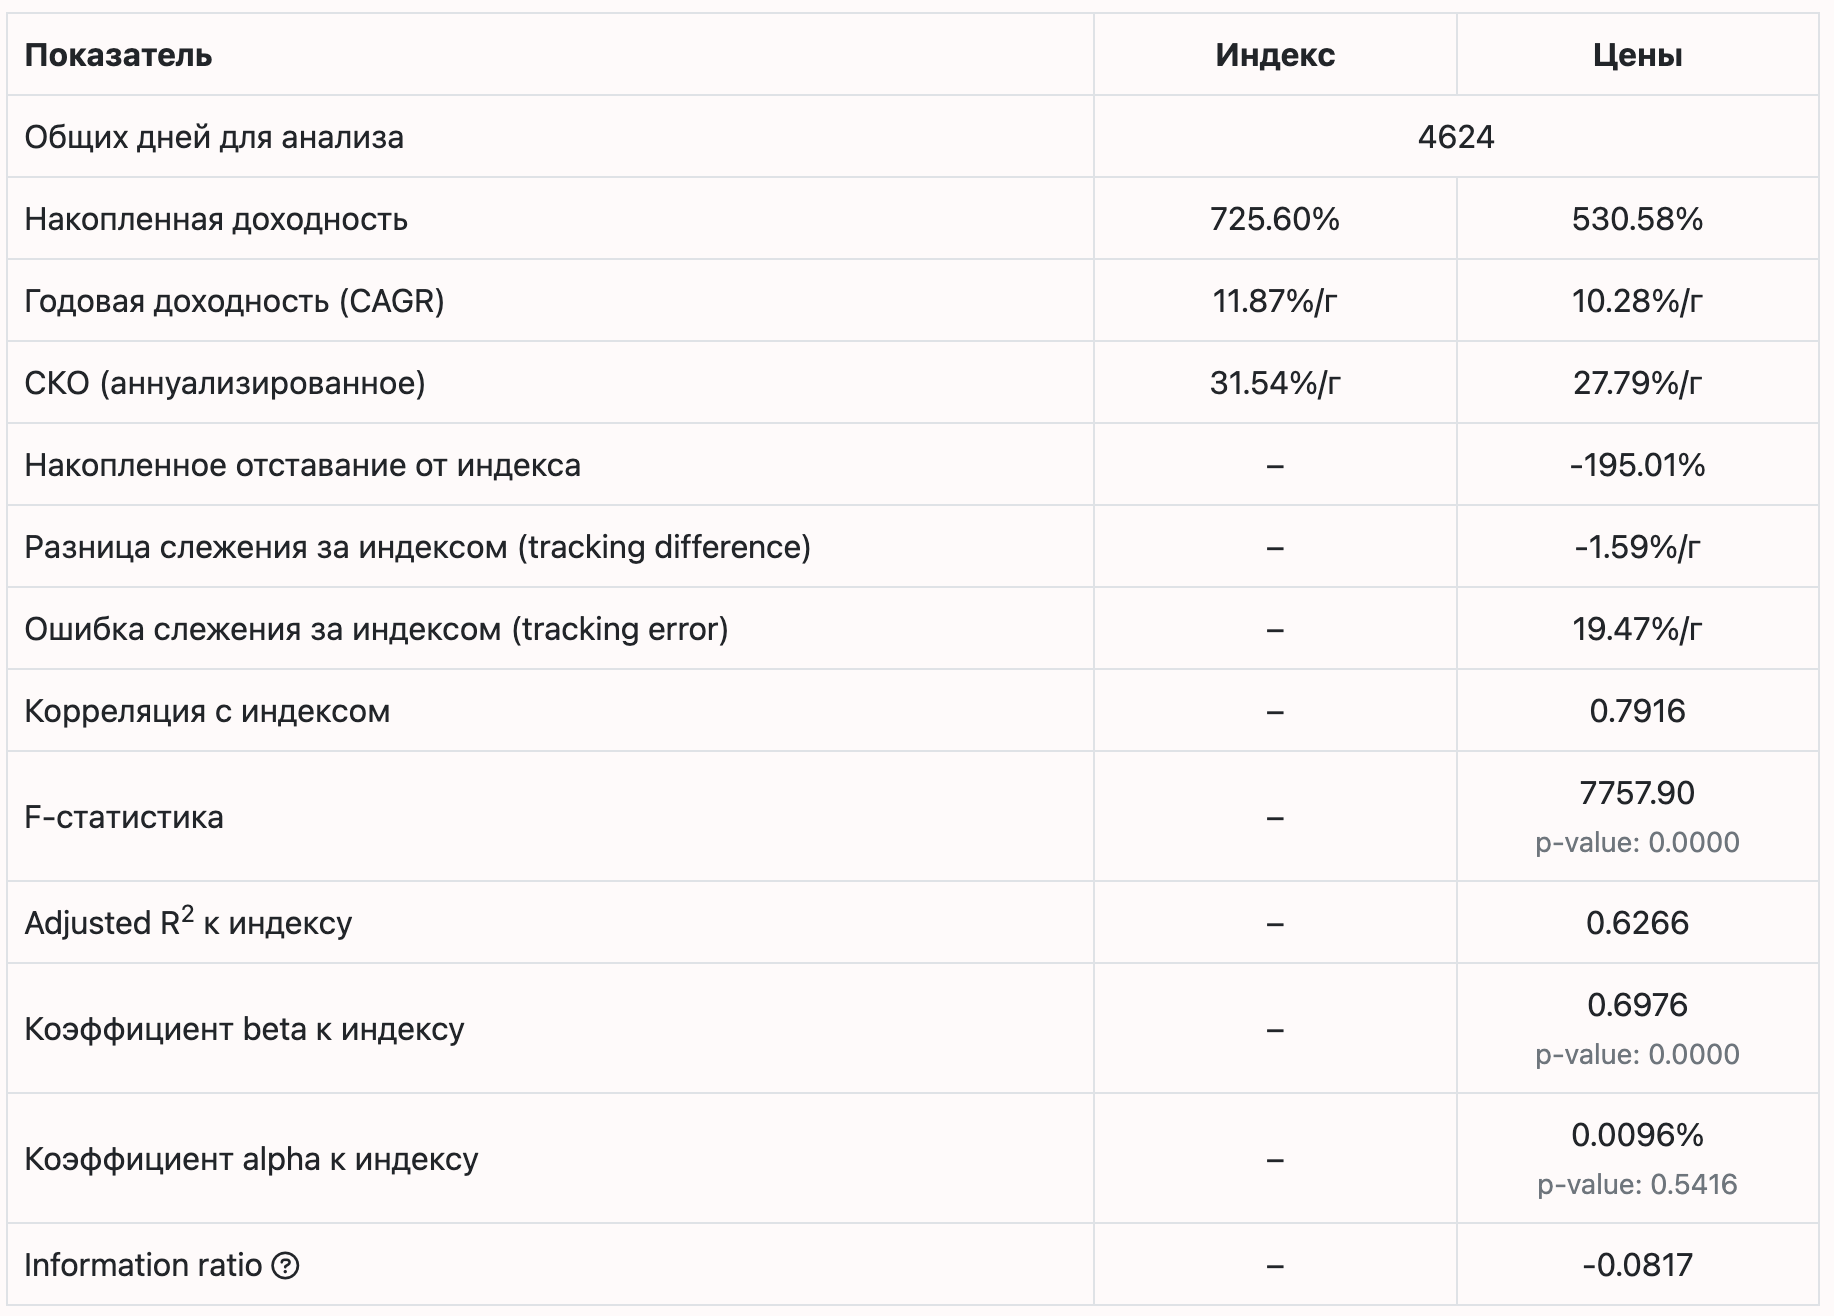 Показатель Индекс Цены
Общих дней для анализа 4624
Накопленная доходность 725.60% 530.58%
Годовая доходность (CAGR) 11.87%/г 10.28%/г
СКО (аннуализированное) 31.54%/г 27.79%/г
Накопленное отставание от индекса – -195.01%
Разница слежения за индексом (tracking difference) – -1.59%/г
Ошибка слежения за индексом (tracking error) – 19.47%/г
Корреляция с индексом – 0.7916
F-статистика – 7757.90
p-value: 0.0000
Adjusted R² к индексу – 0.6266
Коэффициент beta к индексу – 0.6976
p-value: 0.0000
Коэффициент alpha к индексу – 0.0096%
p-value: 0.5416
Information ratio ? – -0.0817